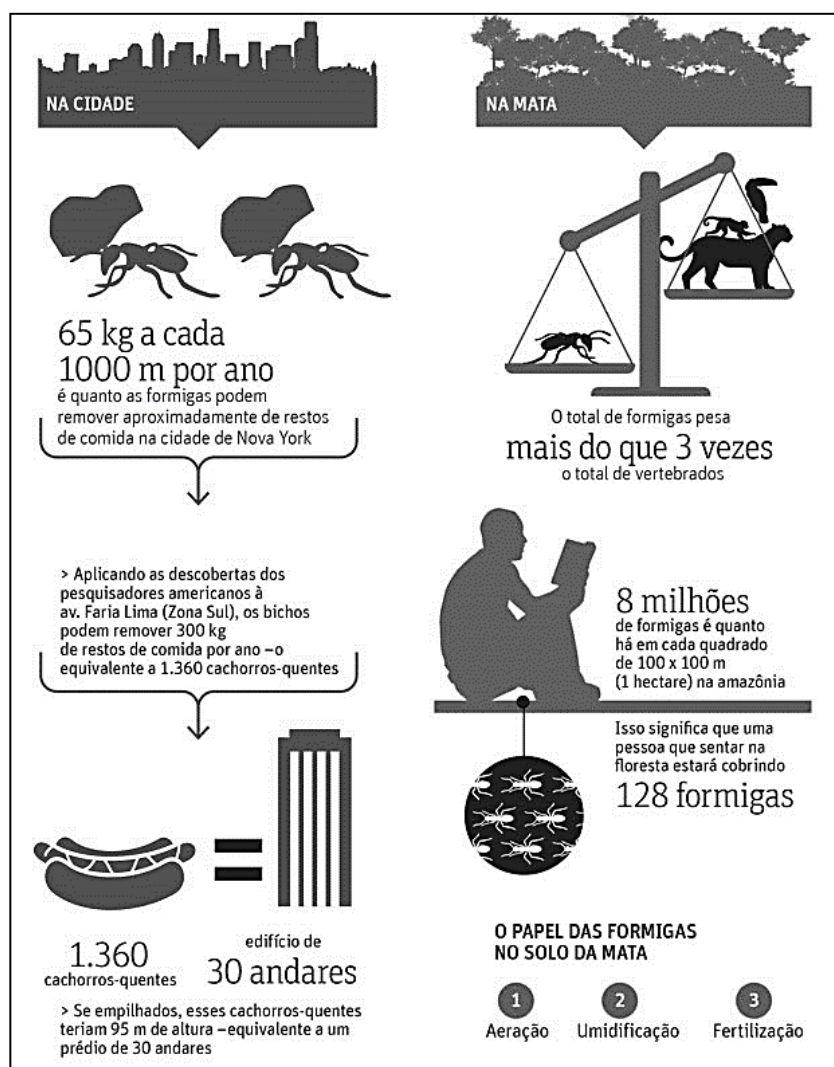 NA CIDADE
65 kg a cada
1000 m por ano
é quanto as formigas podem
remover aproximadamente de restos
de comida na cidade de Nova York
> Aplicando as descobertas dos
pesquisadores americanos à
av. Faria Lima (Zona Sul), os bichos
podem remover 300 kg
de restos de comida por ano –o
equivalente a 1.360 cachorros-quentes
1.360
cachorros-quentes
edifício de
30 andares
> Se empilhados, esses cachorros-quentes
teriam 95 m de altura –equivalente a um
prédio de 30 andares
NA MATA
O total de formigas pesa
mais do que 3 vezes
o total de vertebrados
8 milhões
de formigas é quanto
há em cada quadrado
de 100 x 100 m
(1 hectare) na amazônia
Isso significa que uma
pessoa que sentar na
floresta estará cobrindo
128 formigas
O PAPEL DAS FORMIGAS
NO SOLO DA MATA
1
Aeração
2
Umidificação
3
Fertilização